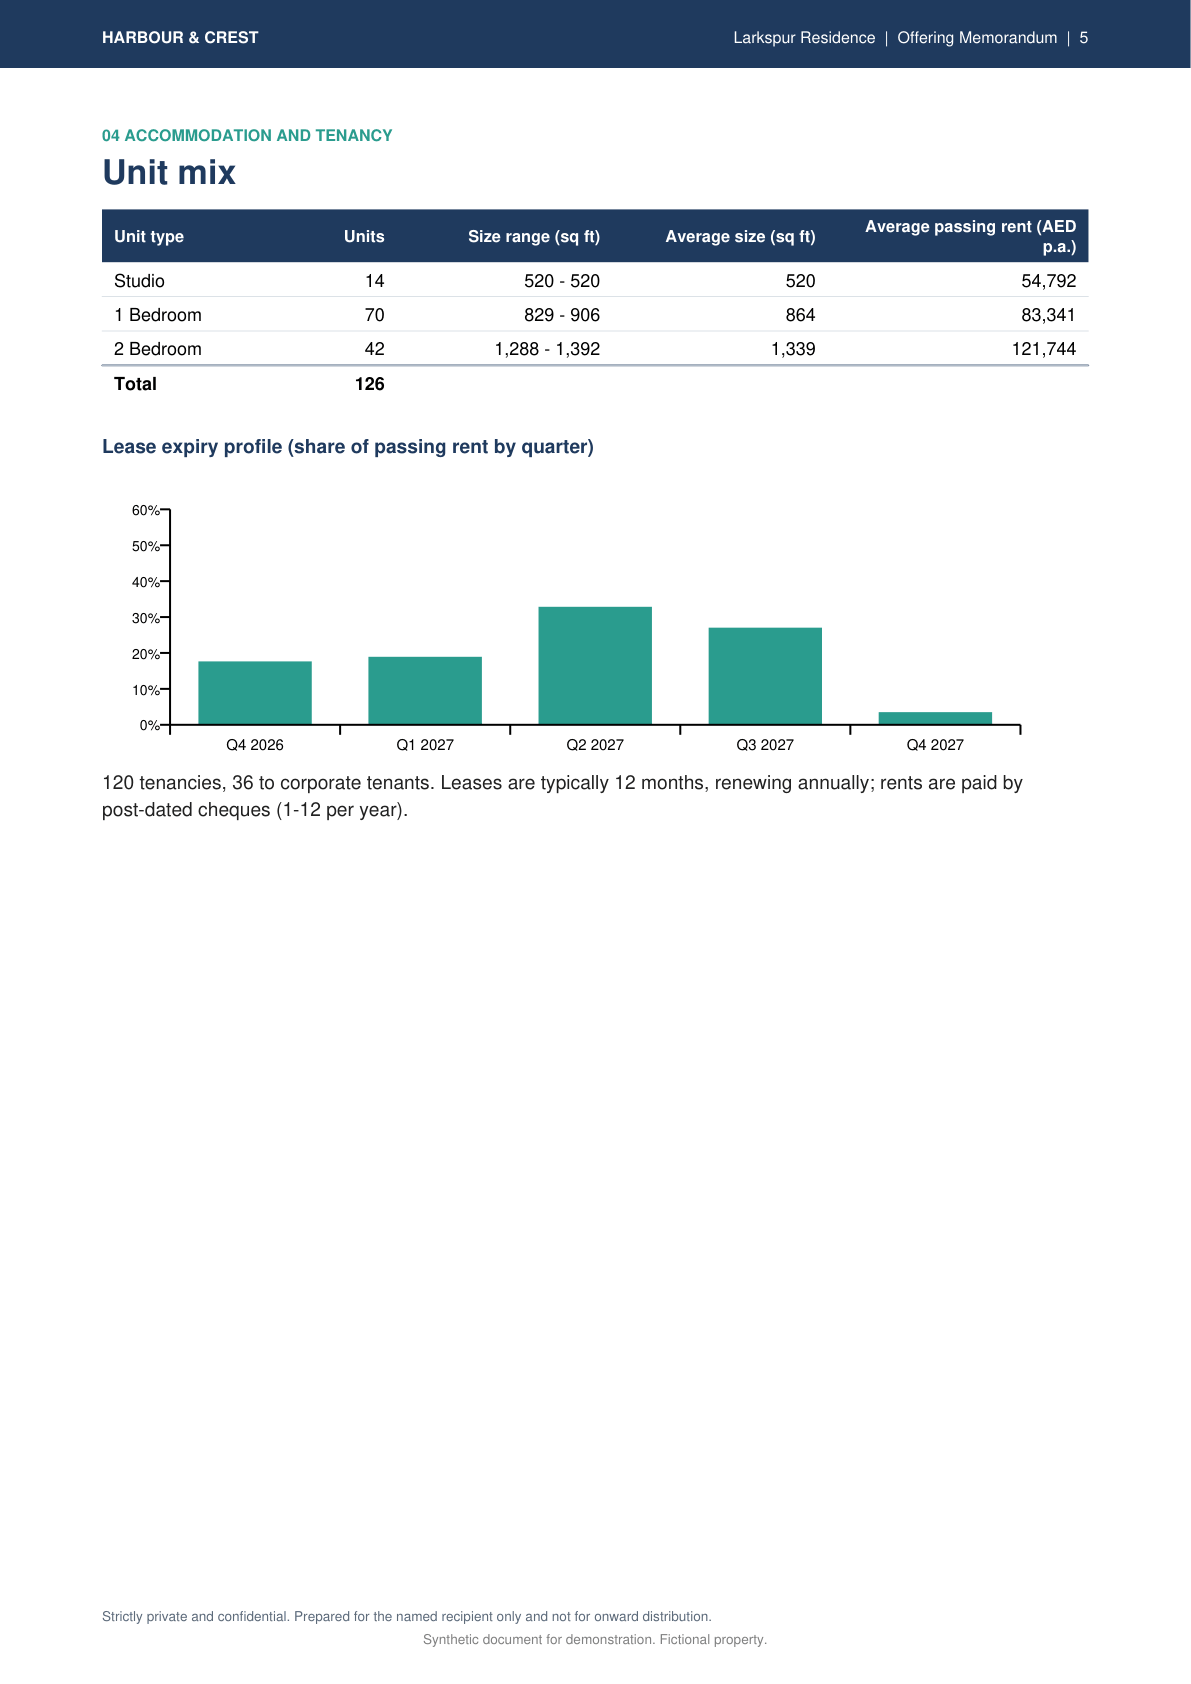 HARBOUR & CREST
Larkspur Residence | Offering Memorandum | 5
04 ACCOMMODATION AND TENANCY
Unit mix
Unit type Units Size range (sq ft) Average size (sq ft) Average passing rent (AED p.a.)
Studio 14 520 - 520 520 54,792
1 Bedroom 70 829 - 906 864 83,341
2 Bedroom 42 1,288 - 1,392 1,339 121,744
Total 126
Lease expiry profile (share of passing rent by quarter)
60%
50%
40%
30%
20%
10%
0%
Q4 2026 Q1 2027 Q2 2027 Q3 2027 Q4 2027
120 tenancies, 36 to corporate tenants. Leases are typically 12 months, renewing annually; rents are paid by
post-dated cheques (1-12 per year).
Strictly private and confidential. Prepared for the named recipient only and not for onward distribution.
Synthetic document for demonstration. Fictional property.